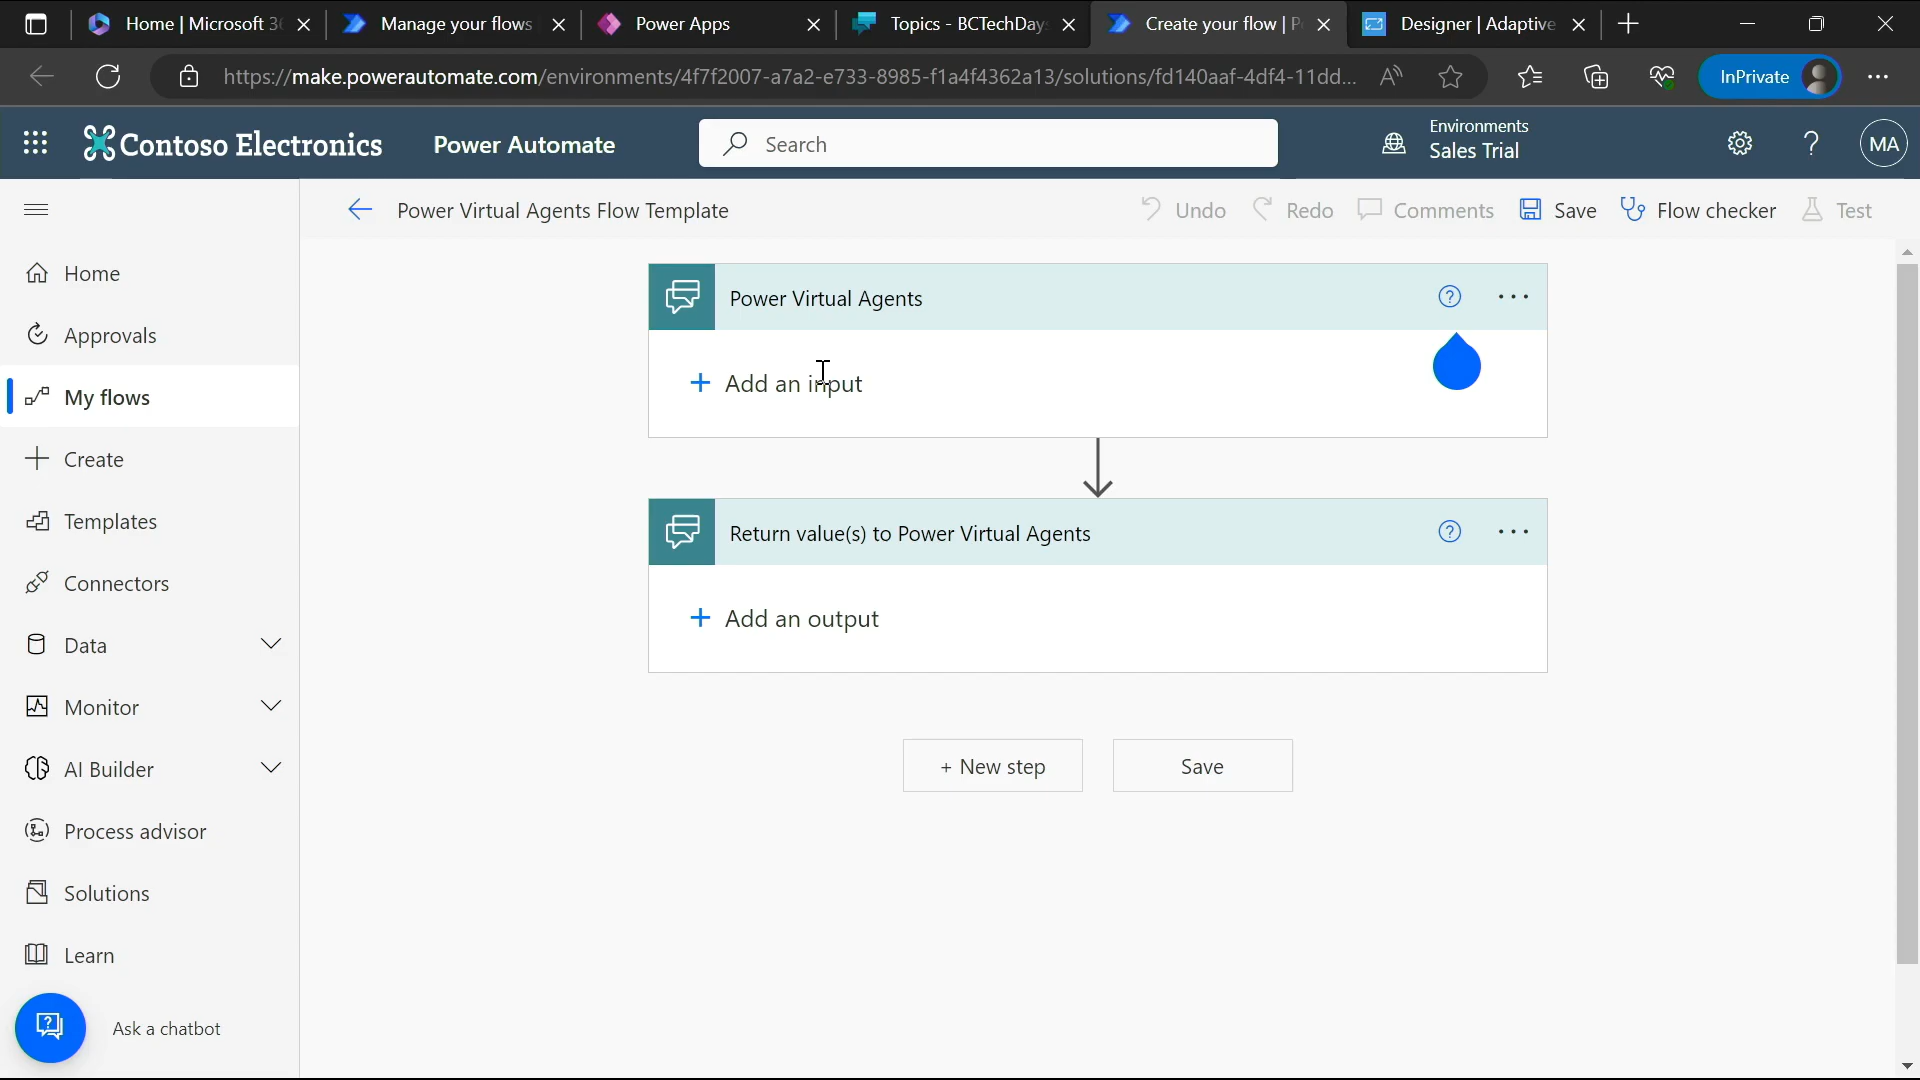 Home | Microsoft 36
Manage your flows
Power Apps
Topics - BCTechDay
Create your flow | P
Designer | Adaptive
https://make.powerautomate.com/environments/4f7f2007-a7a2-e733-8985-f1a4f4362a13/solutions/fd140aaf-4df4-11dd...
InPrivate
Contoso Electronics
Power Automate
Search
Environments
Sales Trial
MA
Power Virtual Agents Flow Template
Undo
Redo
Comments
Save
Flow checker
Test
Home
Approvals
My flows
Create
Templates
Connectors
Data
Monitor
AI Builder
Process advisor
Solutions
Learn
Ask a chatbot
Power Virtual Agents
+ Add an input
Return value(s) to Power Virtual Agents
+ Add an output
+ New step
Save